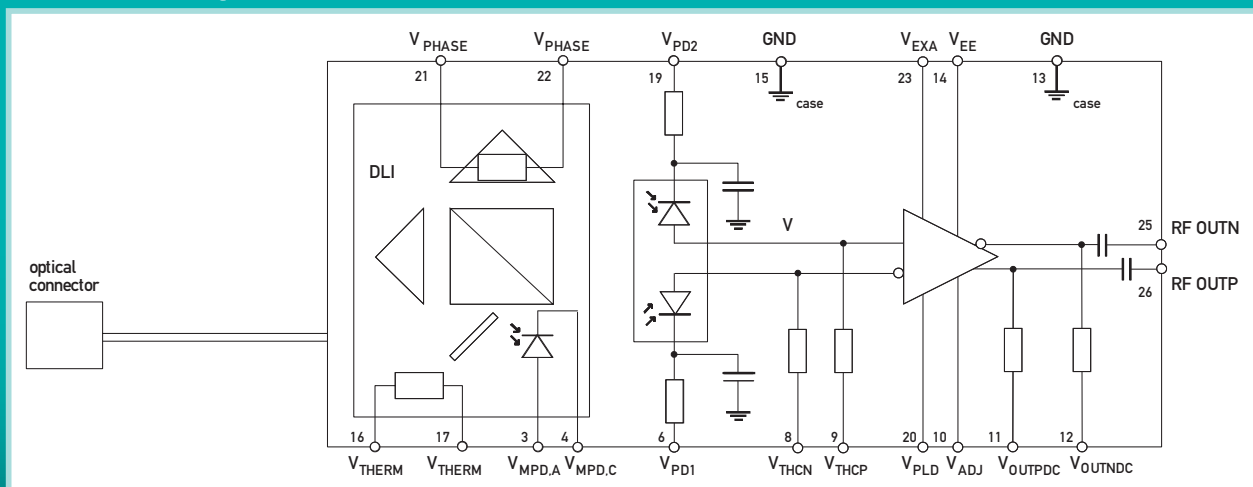 V PHASE
21
V PHASE
22
V PD2
19
GND
15
case
V EXA
23
V EE
14
GND
13
case
DLI
V
25
RF OUTN
26
RF OUTP
optical
connector
16
V THERM
17
V THERM
3
V MPD,A
4
V MPD,C
6
V PD1
8
V THCN
9
V THCP
20
V PLD
10
V ADJ
11
V OUTPDC
12
V OUTNDC